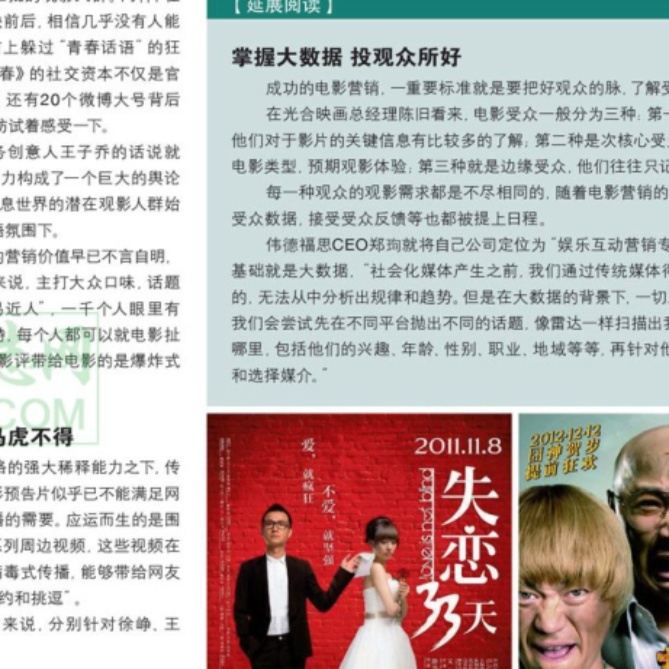 前后，相信几乎没有人能
上躲过“青春话语”的狂
春》的社交资本不仅是官
还有20个微博大号背后
试着感受一下。
创意人王子乔的话说就
力构成了一个巨大的舆论
息世界的潜在观影人群始
氛围下。
营销价值早已不言自明，
来说，主打大众口味，话题
近人”，一千个人眼里有
每个人都可以就电影扯
影评带给电影的是爆炸式
虎不得
的强大稀释能力之下，传
预告片似乎已不能满足网
的需要。应运而生的是围
系列周边视频，这些视频在
毒式传播，能够带给网友
约和挑逗”。
来说，分别针对徐峥、王
【延展阅读】
掌握大数据 投观众所好
成功的电影营销，一重要标准就是要把好观众的脉，了解受
在光合映画总经理陈旧看来，电影受众一般分为三种：第一
他们对于影片的关键信息有比较多的了解；第二种是次核心受
电影类型，预期观影体验；第三种就是边缘受众，他们往往只记
每一种观众的观影需求都是不尽相同的，随着电影营销的
受众数据，接受受众反馈等也都被提上日程。
伟德福思CEO郑珣就将自己公司定位为“娱乐互动营销专
基础就是大数据，“社会化媒体产生之前，我们通过传统媒体得
的，无法从中分析出规律和趋势。但是在大数据的背景下，一切
我们会尝试先在不同平台抛出不同的话题，像雷达一样扫描出我
哪里，包括他们的兴趣、年龄、性别、职业、地域等等，再针对他
和选择媒介。”
2011.11.8
爱，就疯狂
不爱，就坚强
失恋33天
love is not blind
2012·12·12
囧神贺岁
提前狂欢
COM